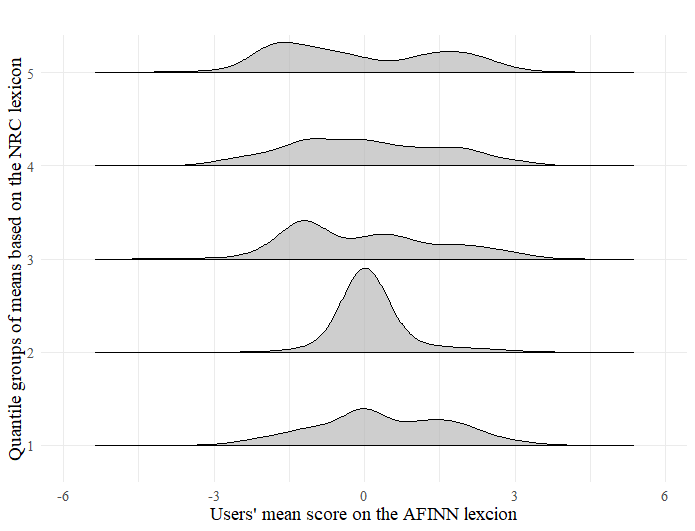 Quantile groups of means based on the NRC lexicon
5
4
3
2
1
-6 -3 0 3 6
Users' mean score on the AFINN lexcion